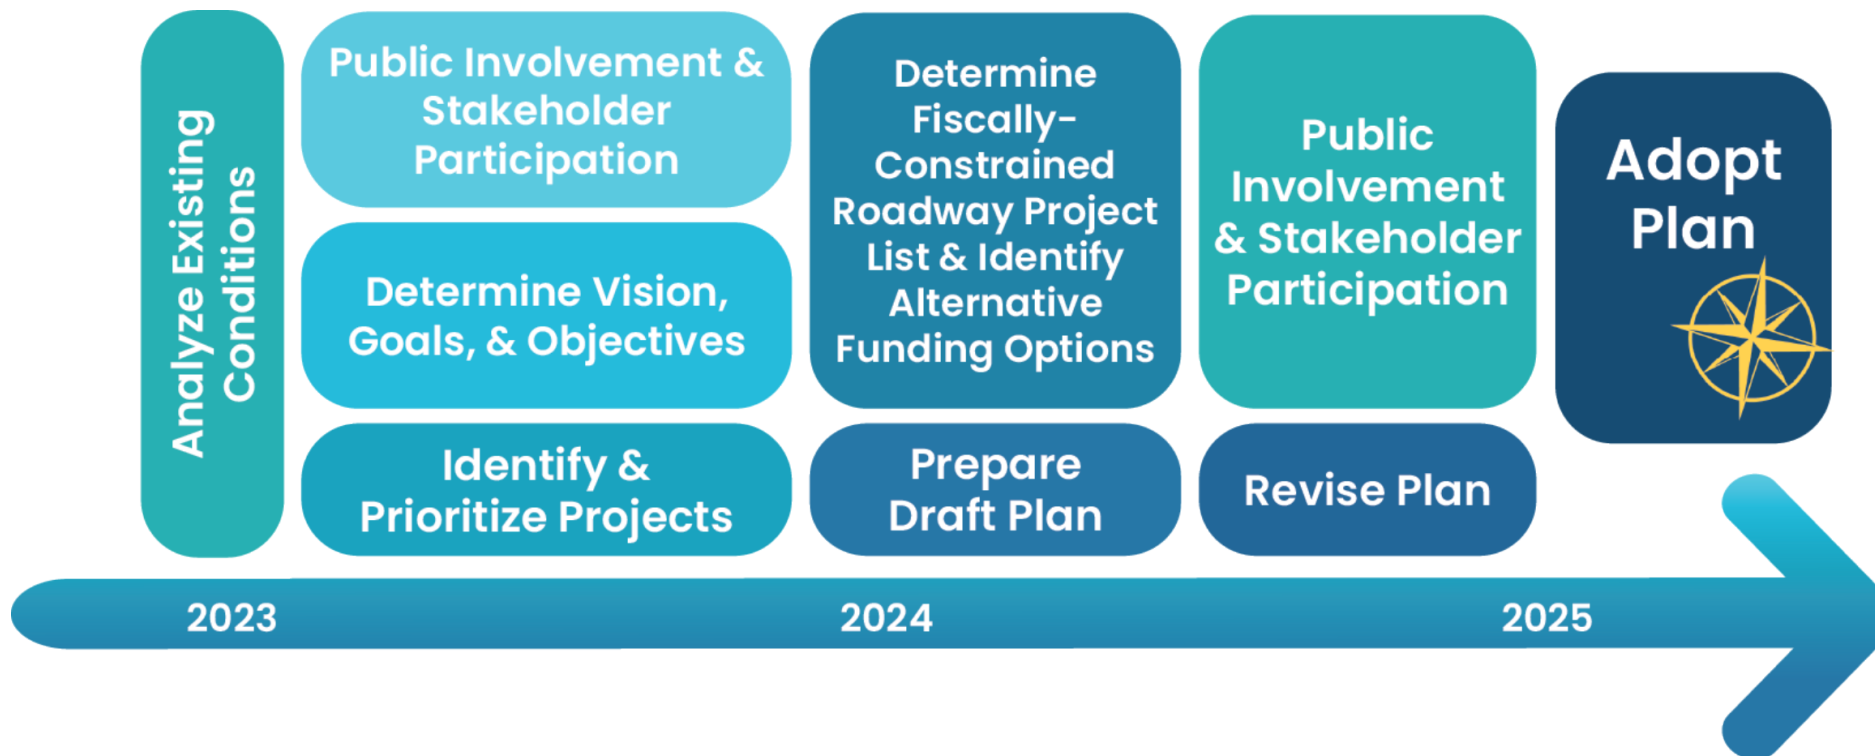 Analyze Existing
Conditions
Public Involvement &
Stakeholder
Participation
Determine Vision,
Goals, & Objectives
Identify &
Prioritize Projects
Determine
Fiscally-
Constrained
Roadway Project
List & Identify
Alternative
Funding Options
Prepare
Draft Plan
Public
Involvement
& Stakeholder
Participation
Revise Plan
Adopt
Plan
2023
2024
2025